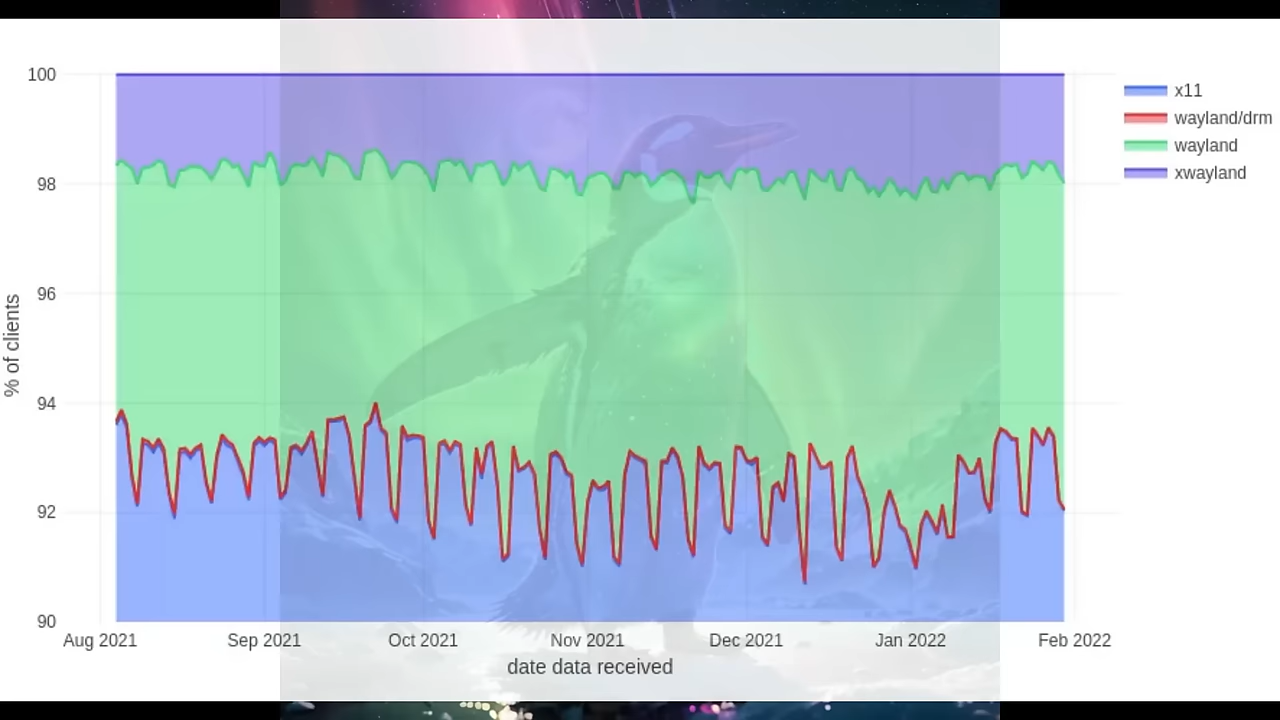 100
98
96
94
92
90
% of clients
Aug 2021 Sep 2021 Oct 2021 Nov 2021 Dec 2021 Jan 2022 Feb 2022
date data received
x11
wayland/drm
wayland
xwayland